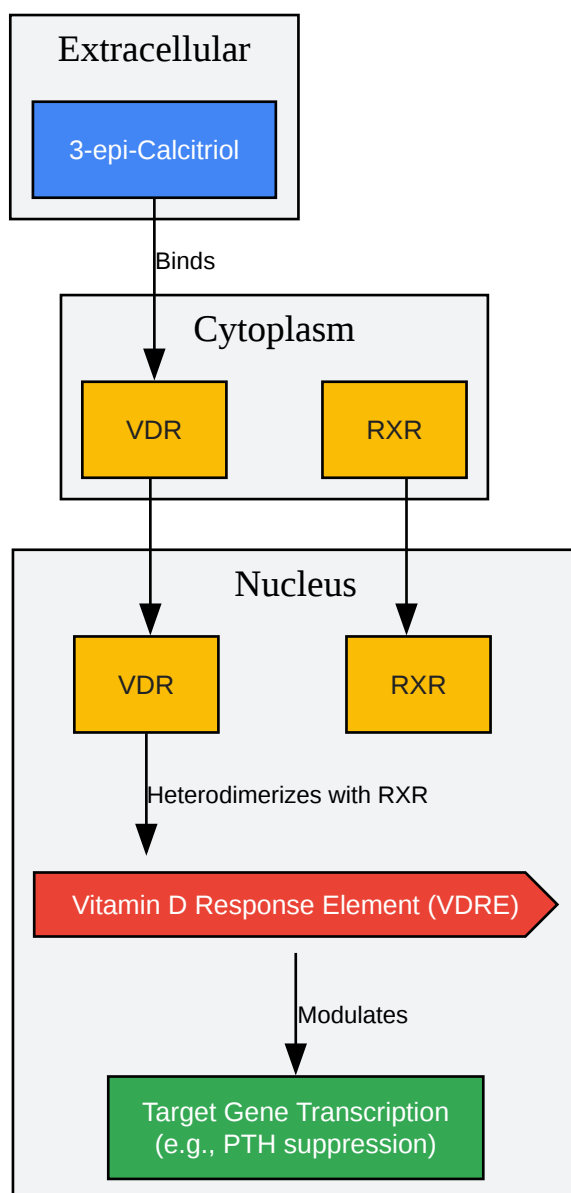 Extracellular
3-epi-Calcitriol
Binds
Cytoplasm
VDR
RXR
Nucleus
VDR
RXR
Heterodimerizes with RXR
Vitamin D Response Element (VDRE)
Modulates
Target Gene Transcription
(e.g., PTH suppression)